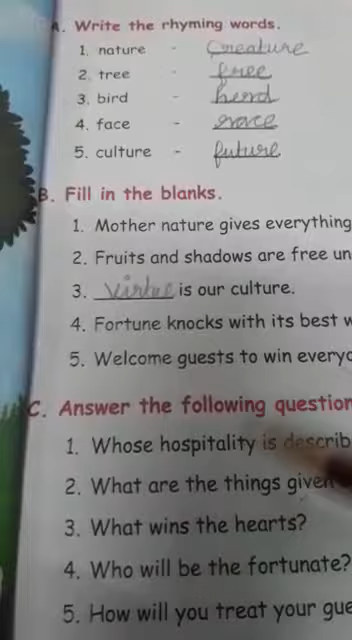 A. Write the rhyming words.
1. nature - Creature
2. tree - free
3. bird - herd
4. face - grace
5. culture - future
B. Fill in the blanks.
1. Mother nature gives everything
2. Fruits and shadows are free un
3. virtue is our culture.
4. Fortune knocks with its best w
5. Welcome guests to win everyo
C. Answer the following question
1. Whose hospitality is describ
2. What are the things given
3. What wins the hearts?
4. Who will be the fortunate?
5. How will you treat your gue